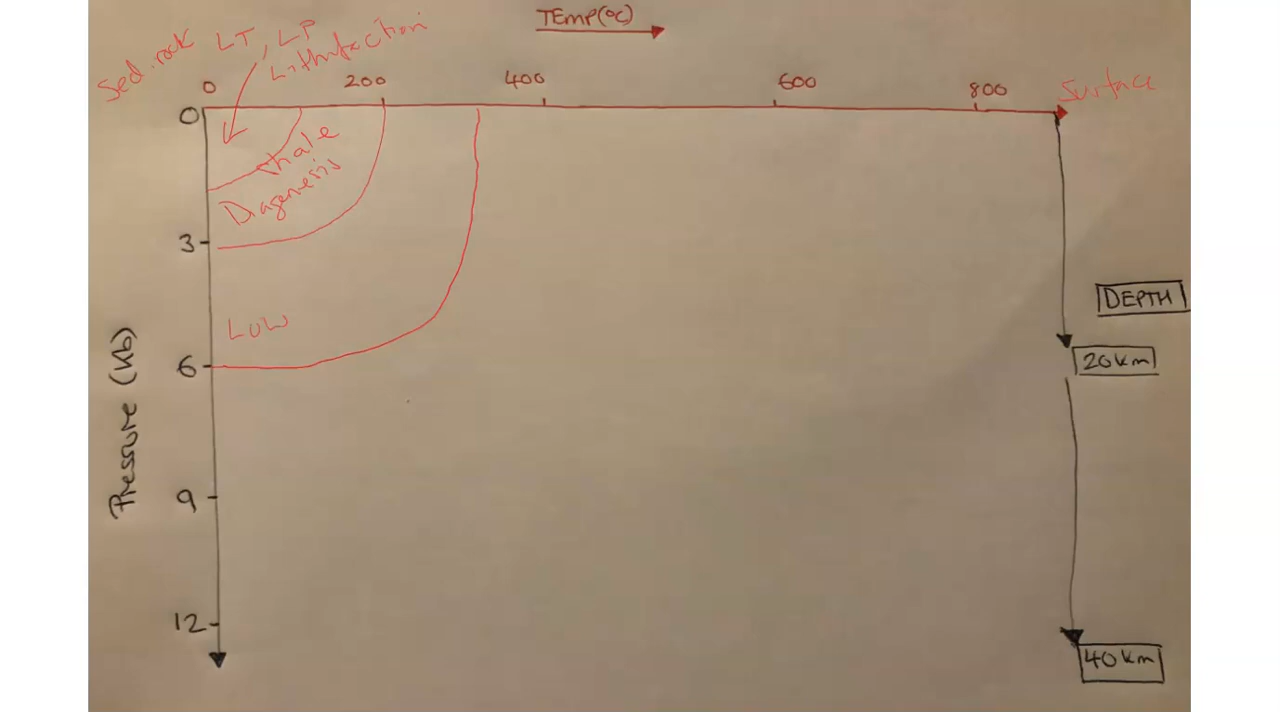 TEMP(°C)
Sed. rock LT, LP
Lithifaction
0 200 400 600 800 Surface
0
Shale
Diagenesis
3
DEPTH
Low
20km
6
Pressure (Kb)
9
12
40km